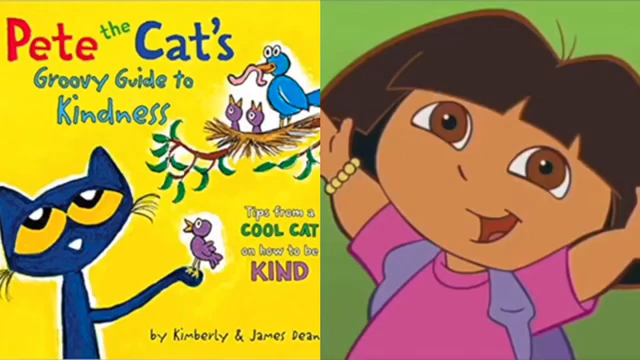 Pete the Cat's
Groovy Guide to
Kindness
Tips from a
COOL CAT
on how to be
KIND
by Kimberly & James Dean